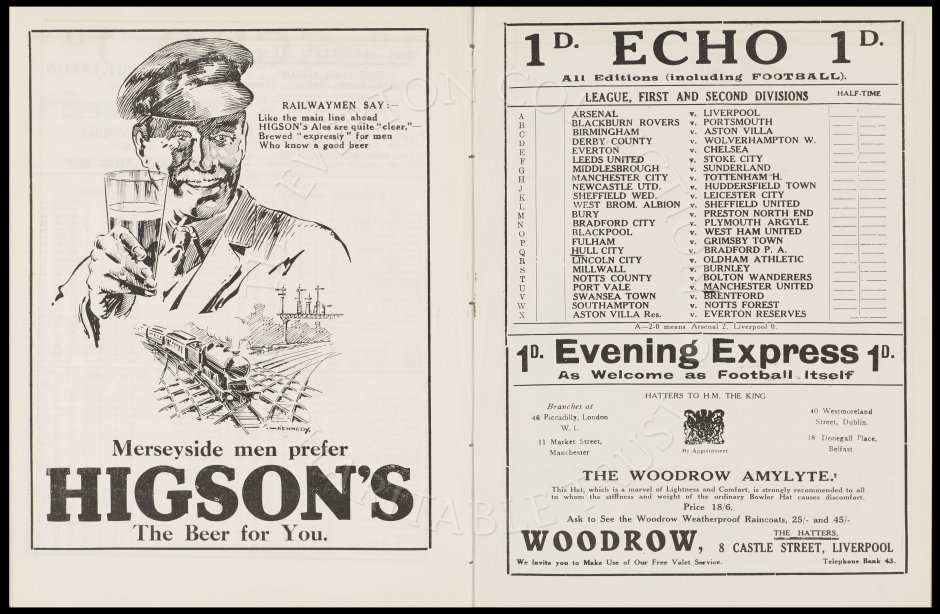 RAILWAYMEN SAY:—
Like the main line ahead
HIGSON'S Ales are quite "clear,"—
Brewed "expressly" for men
Who know a good beer
—KENNEDY.
Merseyside men prefer
HIGSON'S
The Beer for You.
1D. ECHO 1D.
All Editions (including FOOTBALL).
LEAGUE, FIRST AND SECOND DIVISIONS HALF-TIME
A ARSENAL v. LIVERPOOL
B BLACKBURN ROVERS v. PORTSMOUTH
C BIRMINGHAM v. ASTON VILLA
D DERBY COUNTY v. WOLVERHAMPTON W.
E EVERTON v. CHELSEA
F LEEDS UNITED v. STOKE CITY
G MIDDLESBROUGH v. SUNDERLAND
H MANCHESTER CITY v. TOTTENHAM H.
J NEWCASTLE UTD. v. HUDDERSFIELD TOWN
K SHEFFIELD WED. v. LEICESTER CITY
L WEST BROM. ALBION v. SHEFFIELD UNITED
M BURY v. PRESTON NORTH END
N BRADFORD CITY v. PLYMOUTH ARGYLE
O BLACKPOOL v. WEST HAM UNITED
P FULHAM v. GRIMSBY TOWN
Q HULL CITY v. BRADFORD P. A.
R LINCOLN CITY v. OLDHAM ATHLETIC
S MILLWALL v. BURNLEY
T NOTTS COUNTY v. BOLTON WANDERERS
U PORT VALE v. MANCHESTER UNITED
V SWANSEA TOWN v. BRENTFORD
W SOUTHAMPTON v. NOTTS FOREST
X ASTON VILLA Res. v. EVERTON RESERVES
A—2-0 means Arsenal 2, Liverpool 0.
1D. Evening Express 1D.
As Welcome as Football Itself
HATTERS TO H.M. THE KING
Branches at
46 Piccadilly, London
W. 1.
11 Market Street,
Manchester
By Appointment
40 Westmoreland
Street, Dublin.
18 Donegall Place,
Belfast.
THE WOODROW AMYLYTE.
This Hat, which is a marvel of Lightness and Comfort, is strongly recommended to all
to whom the stiffness and weight of the ordinary Bowler Hat causes discomfort.
Price 18/6.
Ask to See the Woodrow Weatherproof Raincoats, 25/- and 45/-
WOODROW, THE HATTERS, 8 CASTLE STREET, LIVERPOOL
We Invite you to Make Use of Our Free Valet Service. Telephone Bank 43.